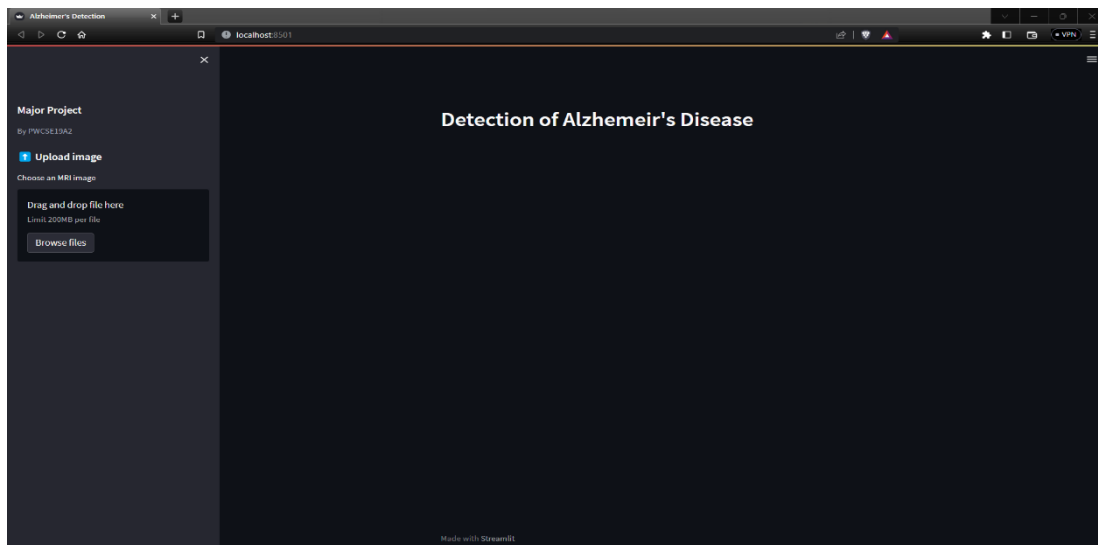 Alzheimer's Detection
localhost:8501
VPN
Major Project
By PWCSE19A2
Upload image
Choose an MRI image
Drag and drop file here
Limit 200MB per file
Browse files
Detection of Alzhemeir's Disease
Made with Streamlit